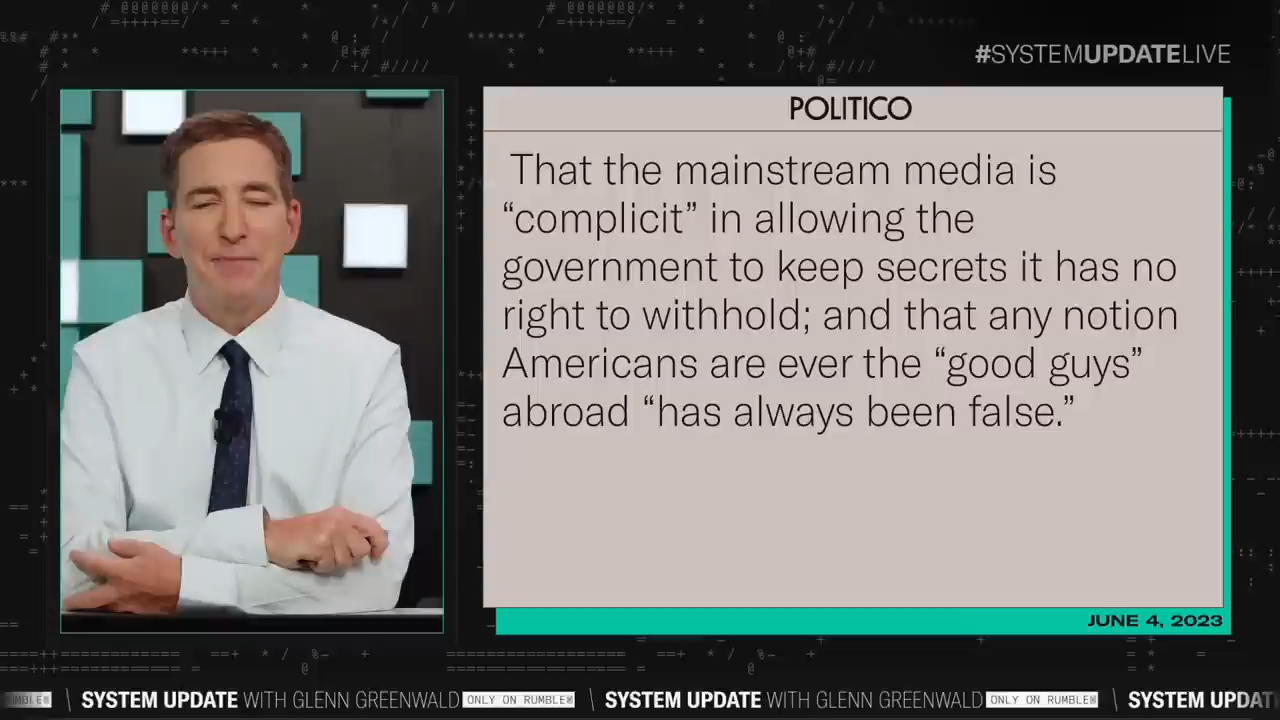 #SYSTEMUPDATELIVE
POLITICO
That the mainstream media is
“complicit” in allowing the
government to keep secrets it has no
right to withhold; and that any notion
Americans are ever the “good guys”
abroad “has always been false.”
JUNE 4, 2023
SYSTEM UPDATE WITH GLENN GREENWALD ONLY ON RUMBLE SYSTEM UPDATE WITH GLENN GREENWALD ONLY ON RUMBLE SYSTEM UPDAT